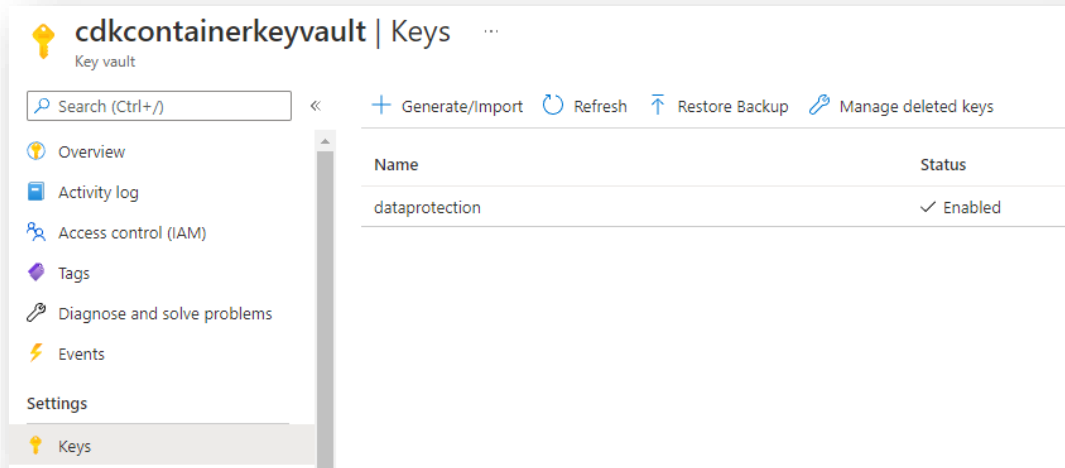 cdkcontainerkeyvault | Keys ...
Key vault
Search (Ctrl+/)
«
Overview
Activity log
Access control (IAM)
Tags
Diagnose and solve problems
Events
Settings
Keys
Generate/Import Refresh Restore Backup Manage deleted keys
Name Status
dataprotection Enabled